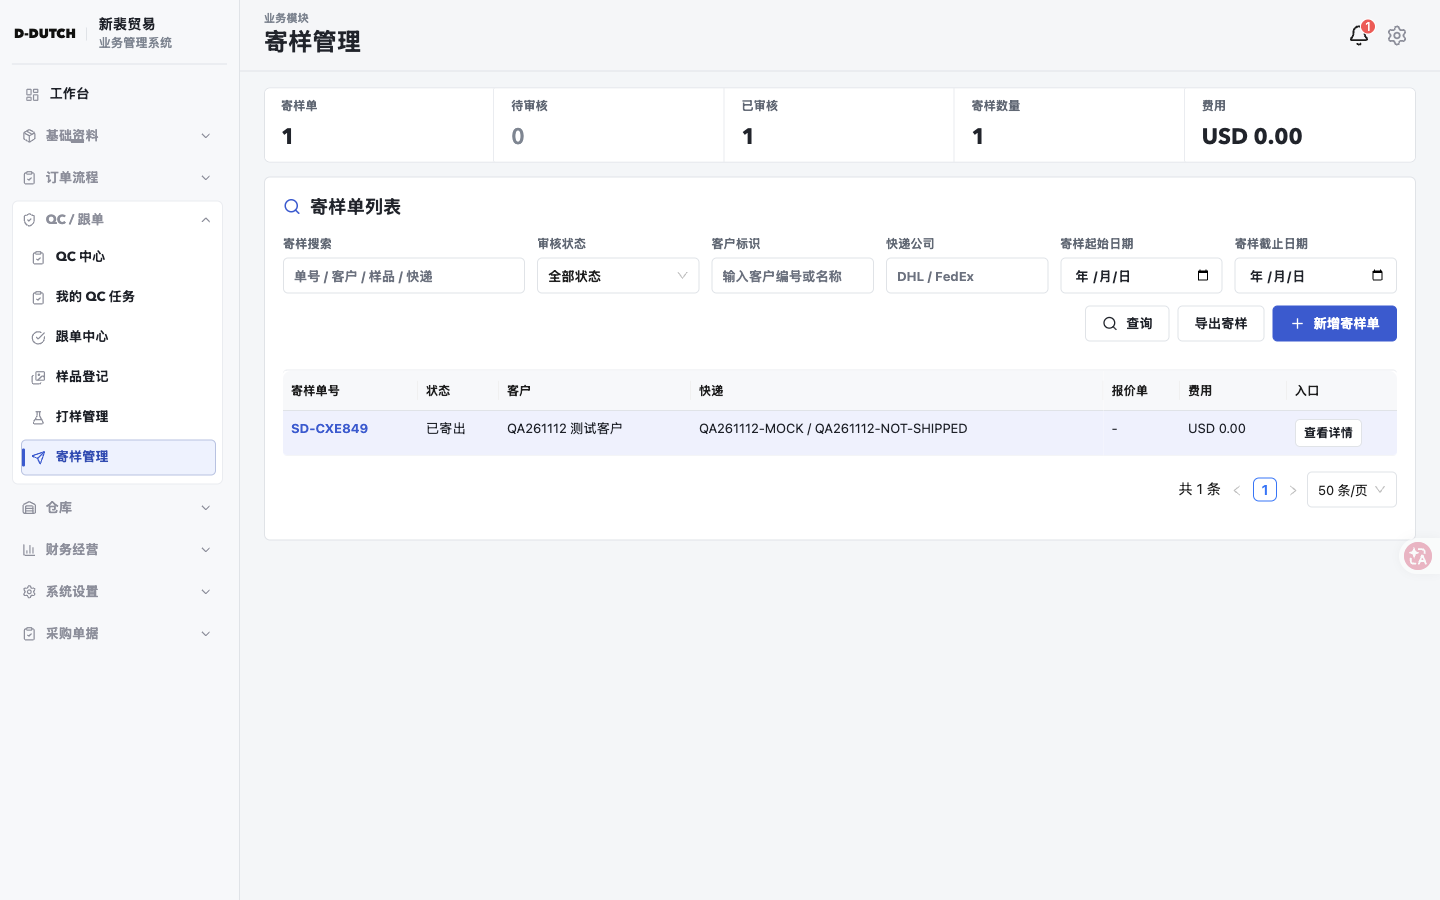 D-DUTCH
新裴贸易
业务管理系统
工作台
基础资料
订单流程
QC / 跟单
QC 中心
我的 QC 任务
跟单中心
样品登记
打样管理
寄样管理
仓库
财务经营
系统设置
采购单据
业务模块
寄样管理
1
寄样单
1
待审核
0
已审核
1
寄样数量
1
费用
USD 0.00
寄样单列表
寄样搜索
单号 / 客户 / 样品 / 快递
审核状态
全部状态
客户标识
输入客户编号或名称
快递公司
DHL / FedEx
寄样起始日期
年 /月/日
寄样截止日期
年 /月/日
查询
导出寄样
新增寄样单
寄样单号 状态 客户 快递 报价单 费用 入口
SD-CXE849 已寄出 QA261112 测试客户 QA261112-MOCK / QA261112-NOT-SHIPPED - USD 0.00 查看详情
共 1 条 1 50 条/页